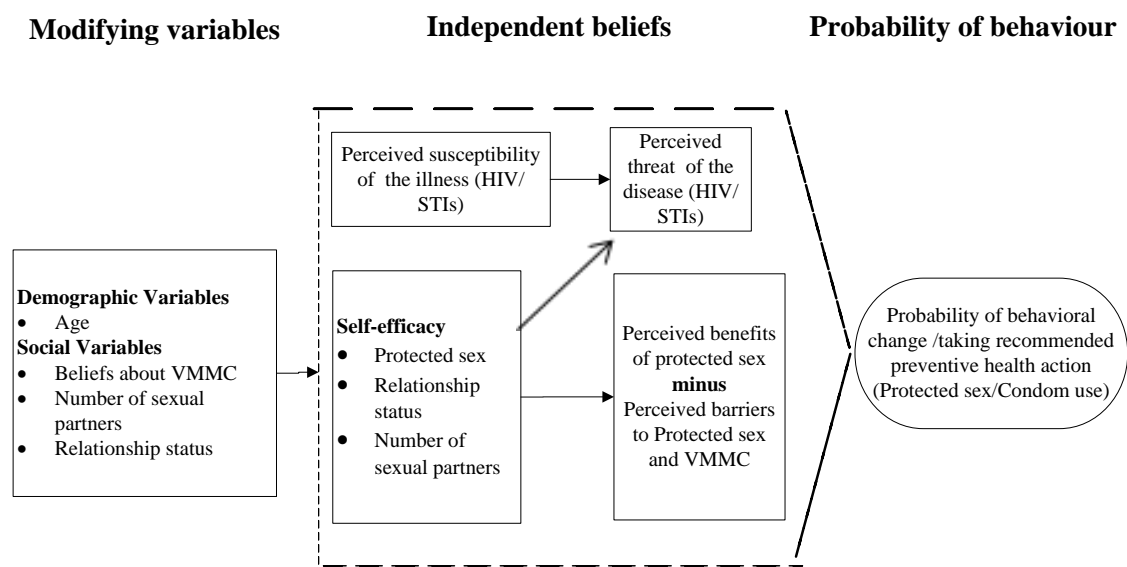 Modifying variables
Independent beliefs
Probability of behaviour
Perceived susceptibility
of the illness (HIV/
STIs)
Perceived
threat of the
disease (HIV/
STIs)
Demographic Variables
• Age
Social Variables
• Beliefs about VMMC
• Number of sexual
partners
• Relationship status
Self-efficacy
• Protected sex
• Relationship
status
• Number of
sexual partners
Perceived benefits
of protected sex
minus
Perceived barriers
to Protected sex
and VMMC
Probability of behavioral
change /taking recommended
preventive health action
(Protected sex/Condom use)